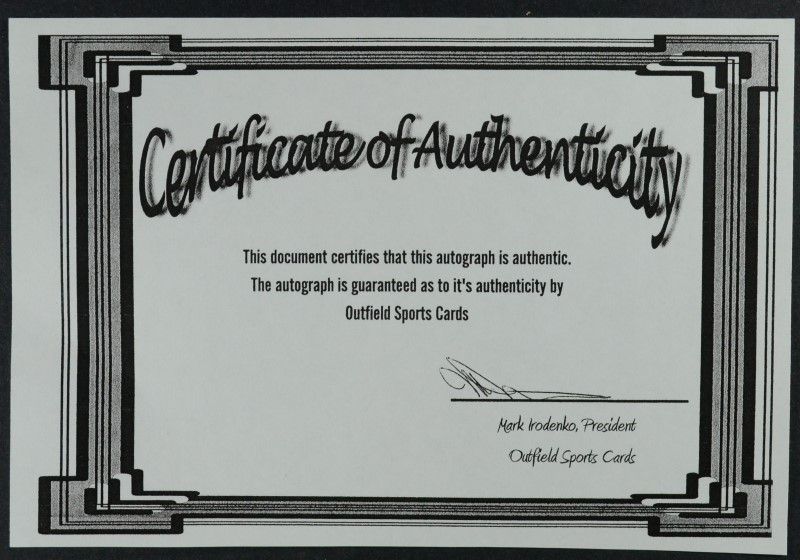 Certificate of Authenticity
This document certifies that this autograph is authentic.
The autograph is guaranteed as to it's authenticity by
Outfield Sports Cards
Mark Irodenko, President
Outfield Sports Cards